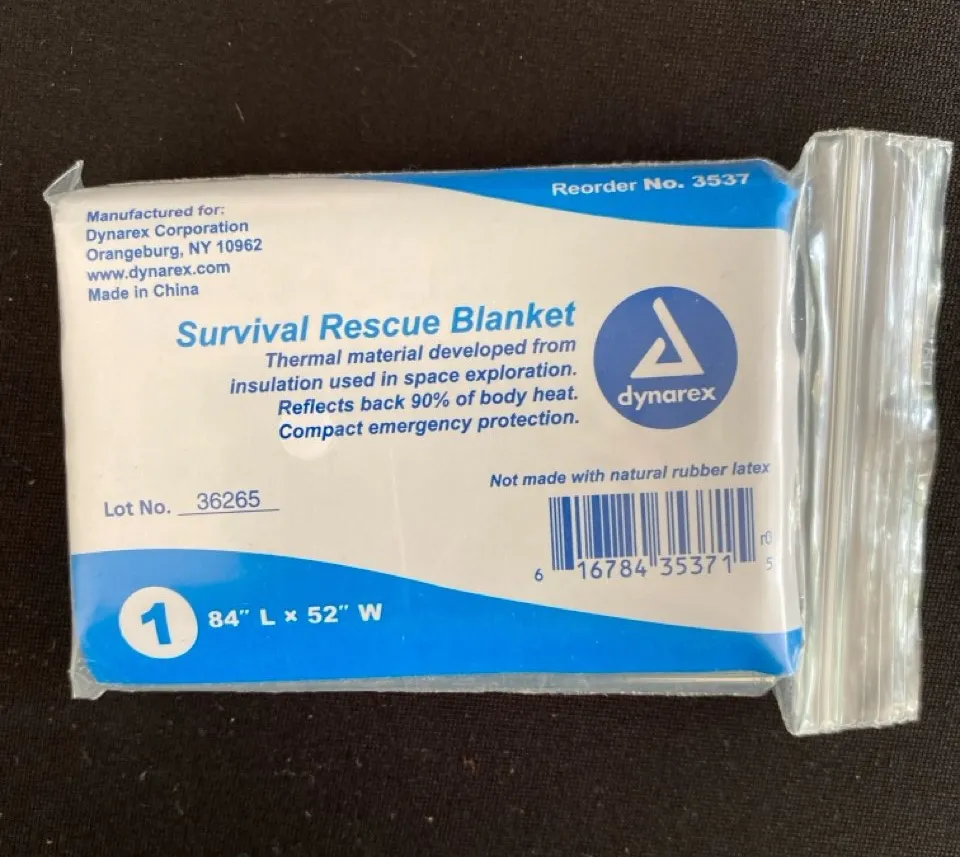 Reorder No. 3537
Manufactured for:
Dynarex Corporation
Orangeburg, NY 10962
www.dynarex.com
Made in China
Survival Rescue Blanket
Thermal material developed from
insulation used in space exploration.
Reflects back 90% of body heat.
Compact emergency protection.
dynarex
Not made with natural rubber latex
Lot No. 36265
r0
6 16784 35371 5
1 84" L x 52" W